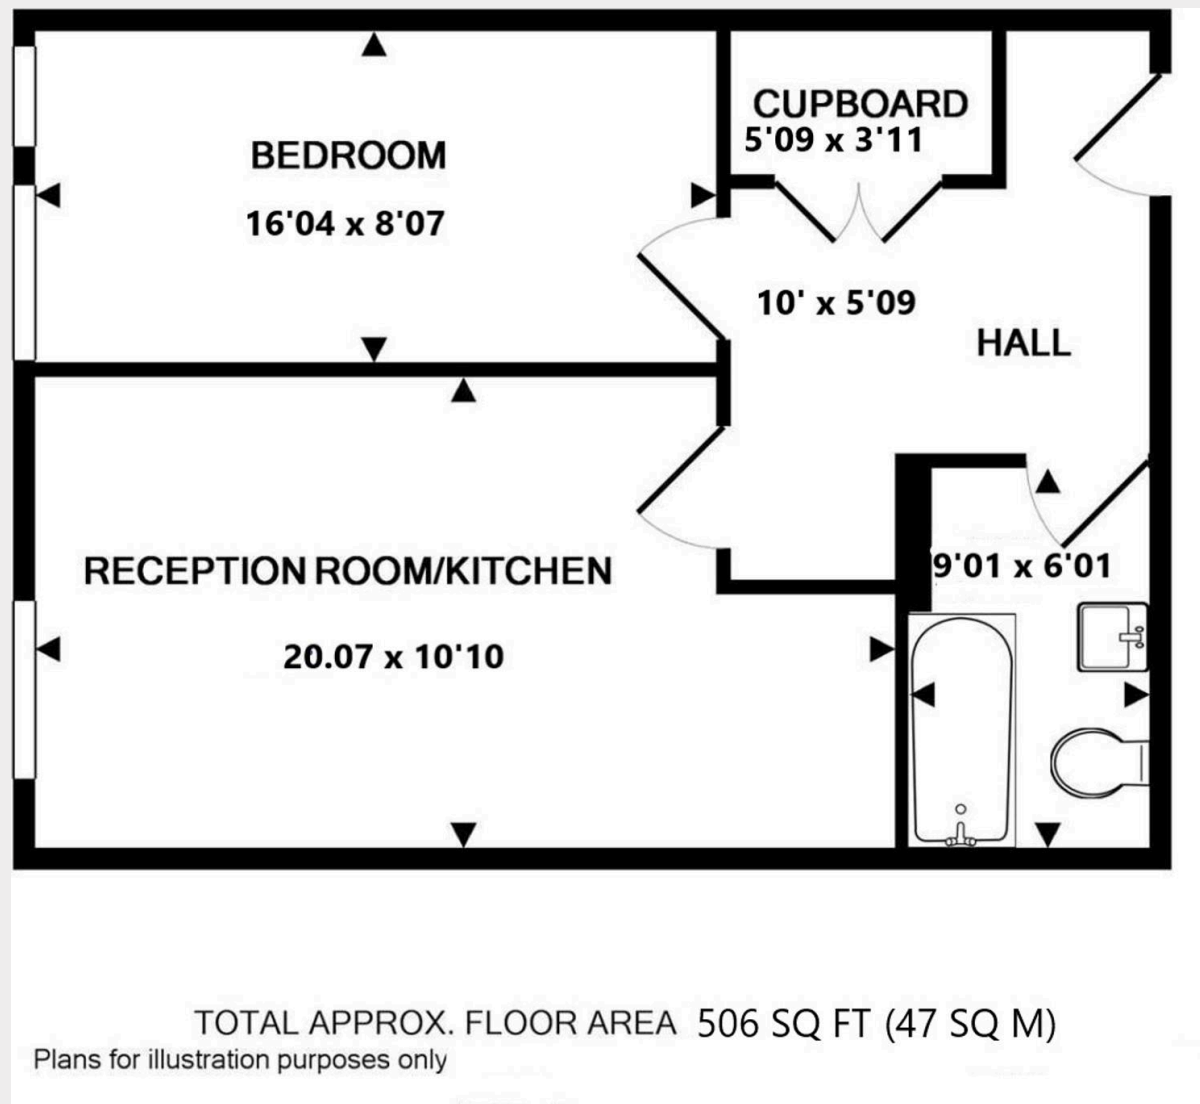 CUPBOARD
5'09 x 3'11
BEDROOM
16'04 x 8'07
10' x 5'09
HALL
RECEPTION ROOM/KITCHEN
9'01 x 6'01
20.07 x 10'10
TOTAL APPROX. FLOOR AREA 506 SQ FT (47 SQ M)
Plans for illustration purposes only